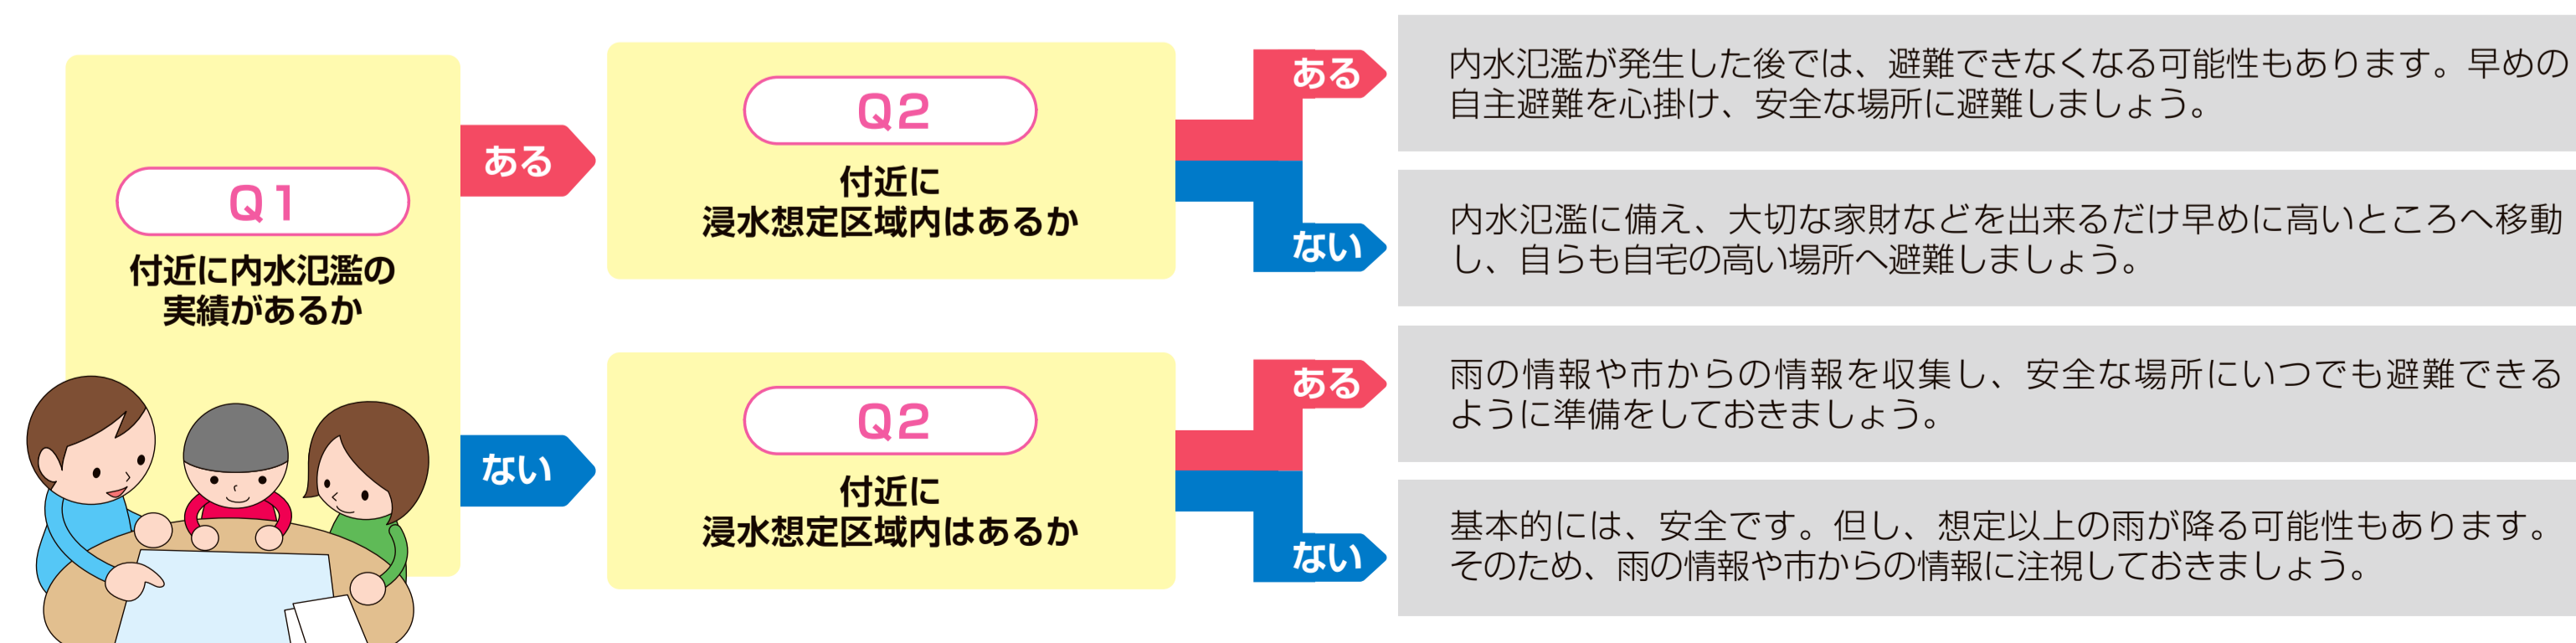 Q1
付近に内水氾濫の
実績があるか
ある
Q2
付近に
浸水想定区域内はあるか
ある
内水氾濫が発生した後では、避難できなくなる可能性もあります。早めの
自主避難を心掛け、安全な場所に避難しましょう。
ない
内水氾濫に備え、大切な家財などを出来るだけ早めに高いところへ移動
し、自らも自宅の高い場所へ避難しましょう。
ない
Q2
付近に
浸水想定区域内はあるか
ある
雨の情報や市からの情報を収集し、安全な場所にいつでも避難できる
ように準備をしておきましょう。
ない
基本的には、安全です。但し、想定以上の雨が降る可能性もあります。
そのため、雨の情報や市からの情報に注視しておきましょう。